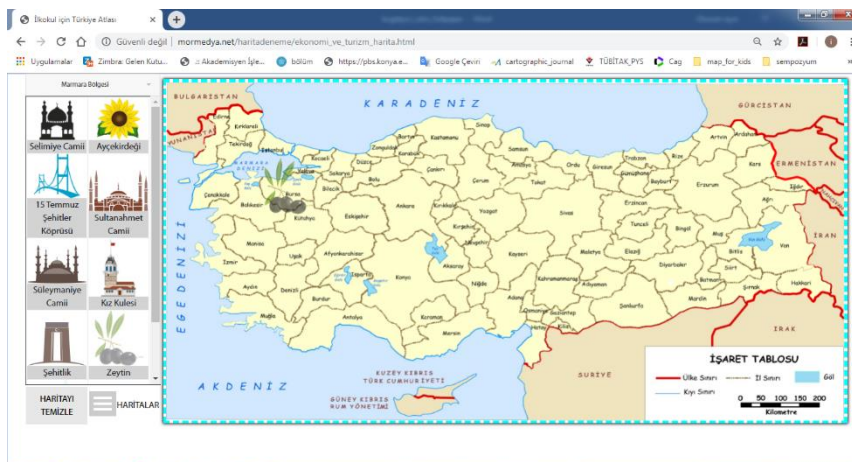 İlkokul için Türkiye Atlası
Güvenli değil | mormedya.net/haritadeneme/ekonomi_ve_turizm_harita.html
Uygulamalar
Zimbra: Gelen Kutu...
.:: Akademisyen İşle...
bölüm
https://pbs.konya.e...
Google Çeviri
cartographic_journal
TÜBİTAK_PYS
Cag
map_for_kids
sempozyum
Marmara Bölgesi
Selimiye Camii
Ayçekirdeği
15 Temmuz
Şehitler
Köprüsü
Sultanahmet
Camii
Süleymaniye
Camii
Kız Kulesi
Şehitlik
Zeytin
HARİTAYI
TEMİZLE
HARİTALAR
BULGARİSTAN
YUNANİSTAN
KARADENİZ
GÜRCİSTAN
ERMENİSTAN
İRAN
IRAK
SURİYE
EGE DENİZİ
AKDENİZ
MARMARA
DENİZİ
KUZEY KIBRIS
TÜRK CUMHURİYETİ
GÜNEY KIBRIS
RUM YÖNETİMİ
Edirne
Kırklareli
Tekirdağ
İstanbul
Kocaeli
Sakarya
Düzce
Bolu
Zonguldak
Bartın
Karabük
Kastamonu
Sinop
Samsun
Çankırı
Çorum
Amasya
Tokat
Ordu
Giresun
Gümüşhane
Trabzon
Rize
Artvin
Ardahan
Kars
Iğdır
Ağrı
Bayburt
Erzurum
Erzincan
Çanakkale
Balıkesir
Bursa
Bilecik
Kütahya
Eskişehir
Ankara
Kırıkkale
Yozgat
Sivas
Kırşehir
Nevşehir
Kayseri
Malatya
Elazığ
Tunceli
Bingöl
Muş
Bitlis
Van
Van Gölü
Manisa
İzmir
Uşak
Afyonkarahisar
Aydın
Denizli
Isparta
Burdur
Muğla
Antalya
Konya
Aksaray
Niğde
Karaman
Mersin
Adana
Kahramanmaraş
Osmaniye
Gaziantep
Hatay
Kilis
Adıyaman
Şanlıurfa
Diyarbakır
Mardin
Batman
Siirt
Şırnak
Hakkari
İŞARET TABLOSU
Ülke Sınırı
İl Sınırı
Göl
Kıyı Sınırı
0 50 100 150 200
Kilometre